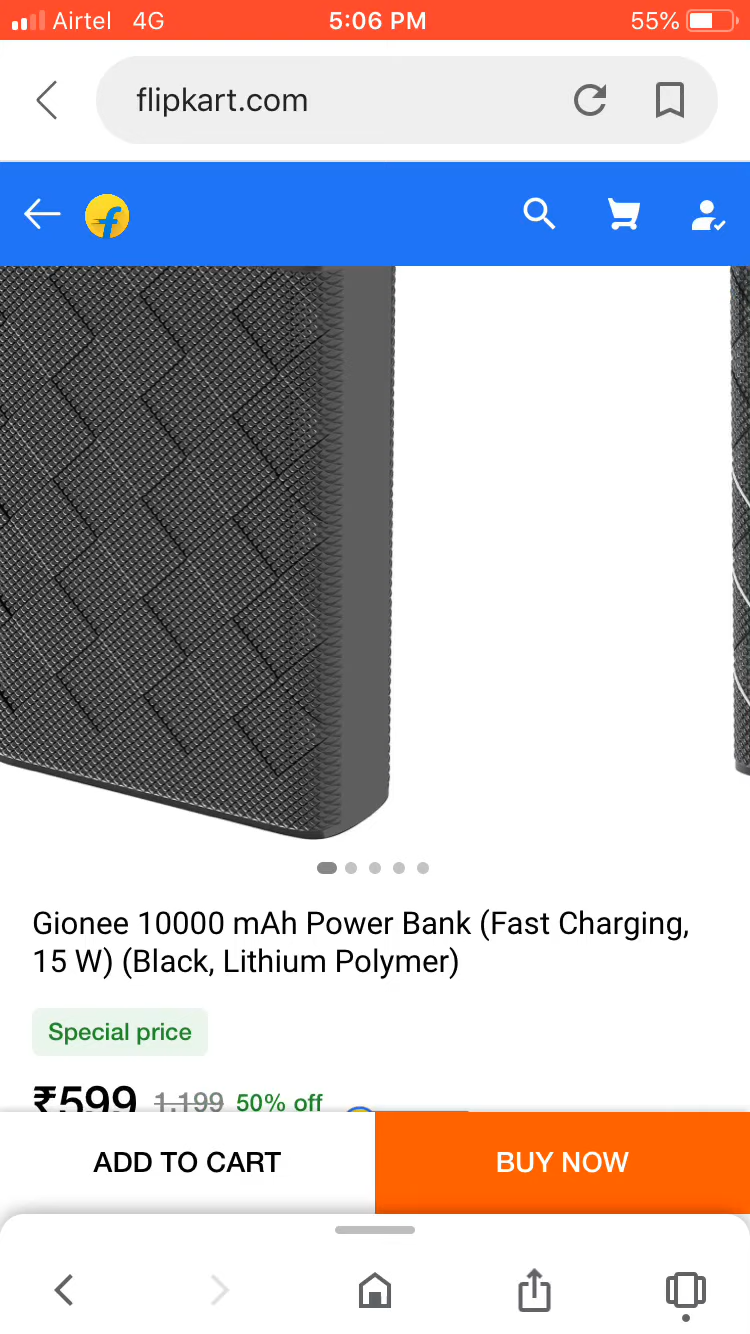 Airtel 4G 5:06 PM 55%
flipkart.com
Gionee 10000 mAh Power Bank (Fast Charging,
15 W) (Black, Lithium Polymer)
Special price
₹599 1,199 50% off
ADD TO CART BUY NOW